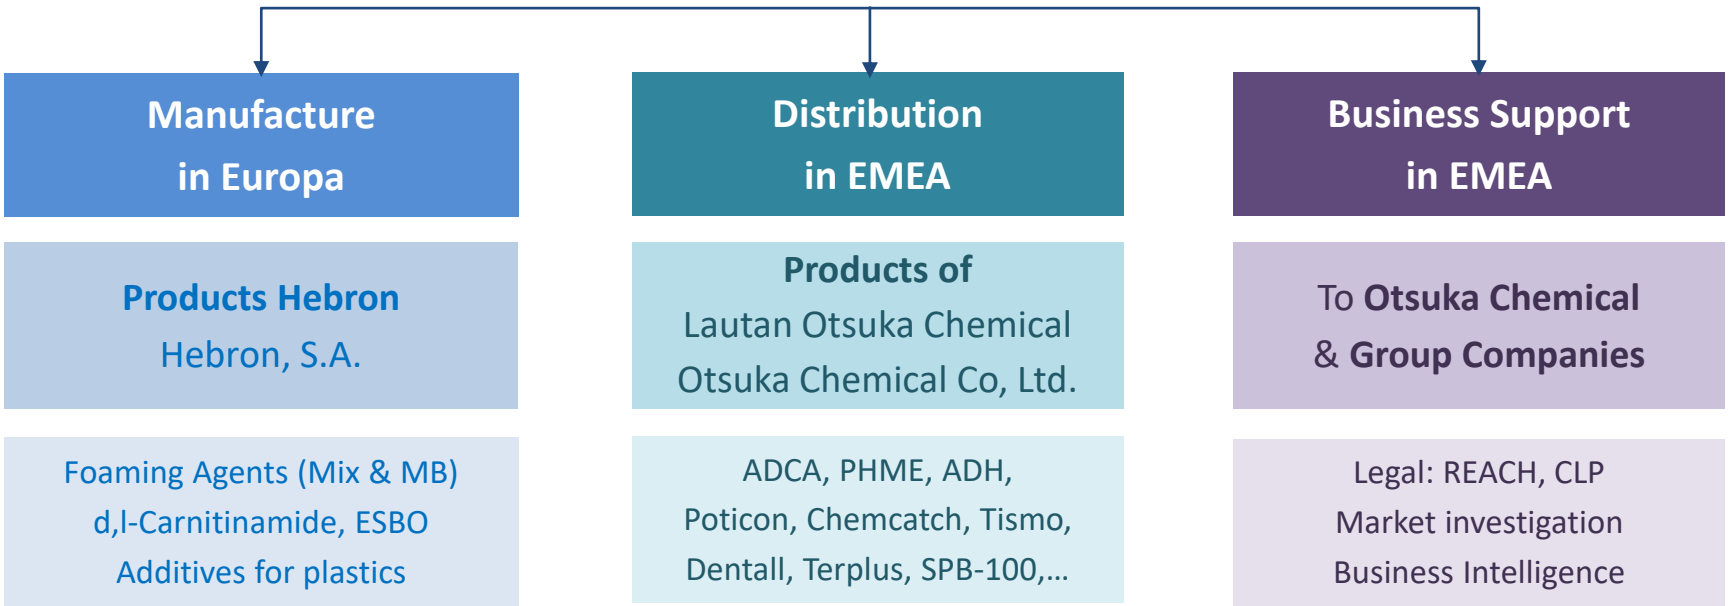 Manufacture
in Europa
Products Hebron
Hebron, S.A.
Foaming Agents (Mix & MB)
d,l-Carnitinamide, ESBO
Additives for plastics
Distribution
in EMEA
Products of
Lautan Otsuka Chemical
Otsuka Chemical Co, Ltd.
ADCA, PHME, ADH,
Poticon, Chemcatch, Tismo,
Dentall, Terplus, SPB-100,...
Business Support
in EMEA
To Otsuka Chemical
& Group Companies
Legal: REACH, CLP
Market investigation
Business Intelligence